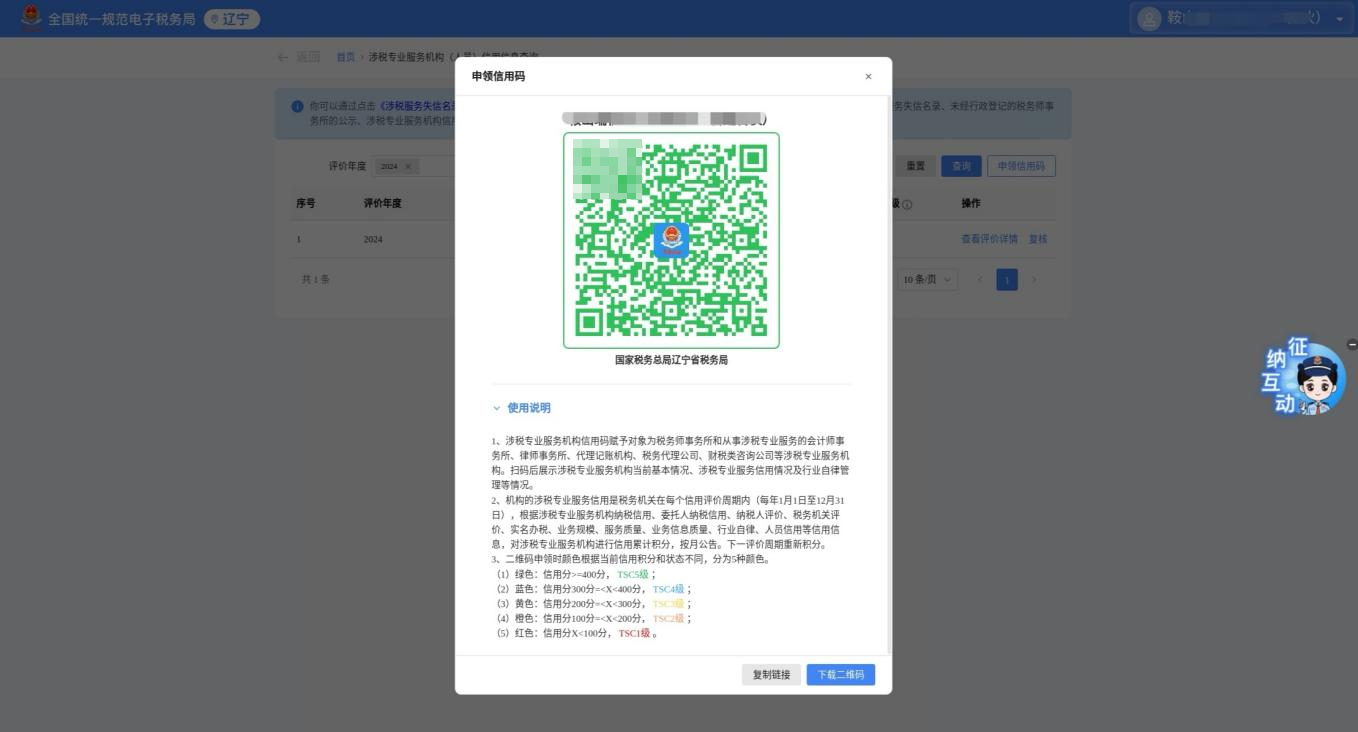 全国统一规范电子税务局
辽宁
鞍
返回
首页 › 涉税专业服务机构（人员）信用信息查询
你可以通过点击《涉税服务失信名录
务失信名录、未经行政登记的税务师事
务所的公示、涉税专业服务机构信用
评价年度
2024 ×
重置
查询
申领信用码
序号
评价年度
级
操作
1
2024
查看评价详情
复核
共 1 条
10 条/页
1
申领信用码
×
国家税务总局辽宁省税务局
使用说明
1、涉税专业服务机构信用码赋予对象为税务师事务所和从事涉税专业服务的会计师事
务所、律师事务所、代理记账机构、税务代理公司、财税类咨询公司等涉税专业服务机
构。扫码后展示涉税专业服务机构当前基本情况、涉税专业服务信用情况及行业自律管
理等情况。
2、机构的涉税专业服务信用是税务机关在每个信用评价周期内（每年1月1日至12月31
日），根据涉税专业服务机构纳税信用、委托人纳税信用、纳税人评价、税务机关评
价、实名办税、业务规模、服务质量、业务信息质量、行业自律、人员信用等信用信
息，对涉税专业服务机构进行信用累计积分，按月公告。下一评价周期重新积分。
3、二维码申领时颜色根据当前信用积分和状态不同，分为5种颜色。
（1）绿色：信用分>=400分， TSC5级 ；
（2）蓝色：信用分300分=<X<400分， TSC4级 ；
（3）黄色：信用分200分=<X<300分， TSC3级 ；
（4）橙色：信用分100分=<X<200分， TSC2级 ；
（5）红色：信用分X<100分， TSC1级 。
复制链接
下载二维码
征纳互动